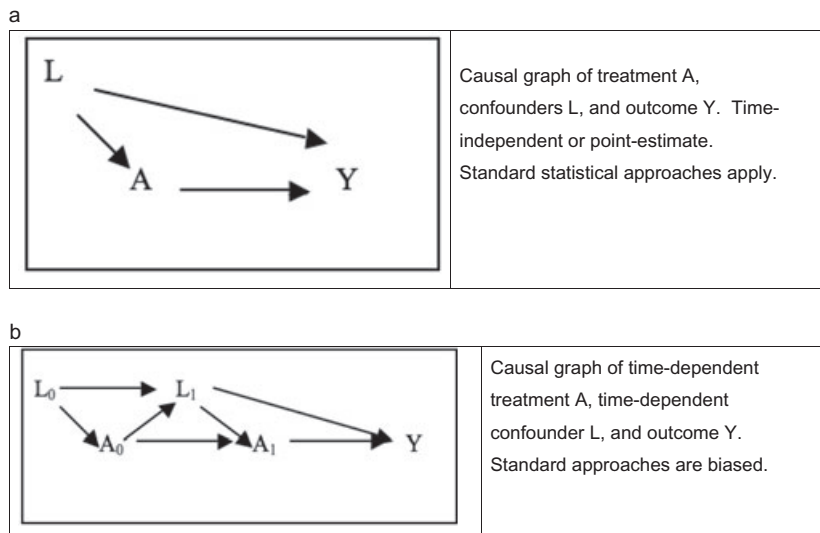 a
L
A
Y
Causal graph of treatment A,
confounders L, and outcome Y. Time-
independent or point-estimate.
Standard statistical approaches apply.
b
L₀
L₁
A₀
A₁
Y
Causal graph of time-dependent
treatment A, time-dependent
confounder L, and outcome Y.
Standard approaches are biased.